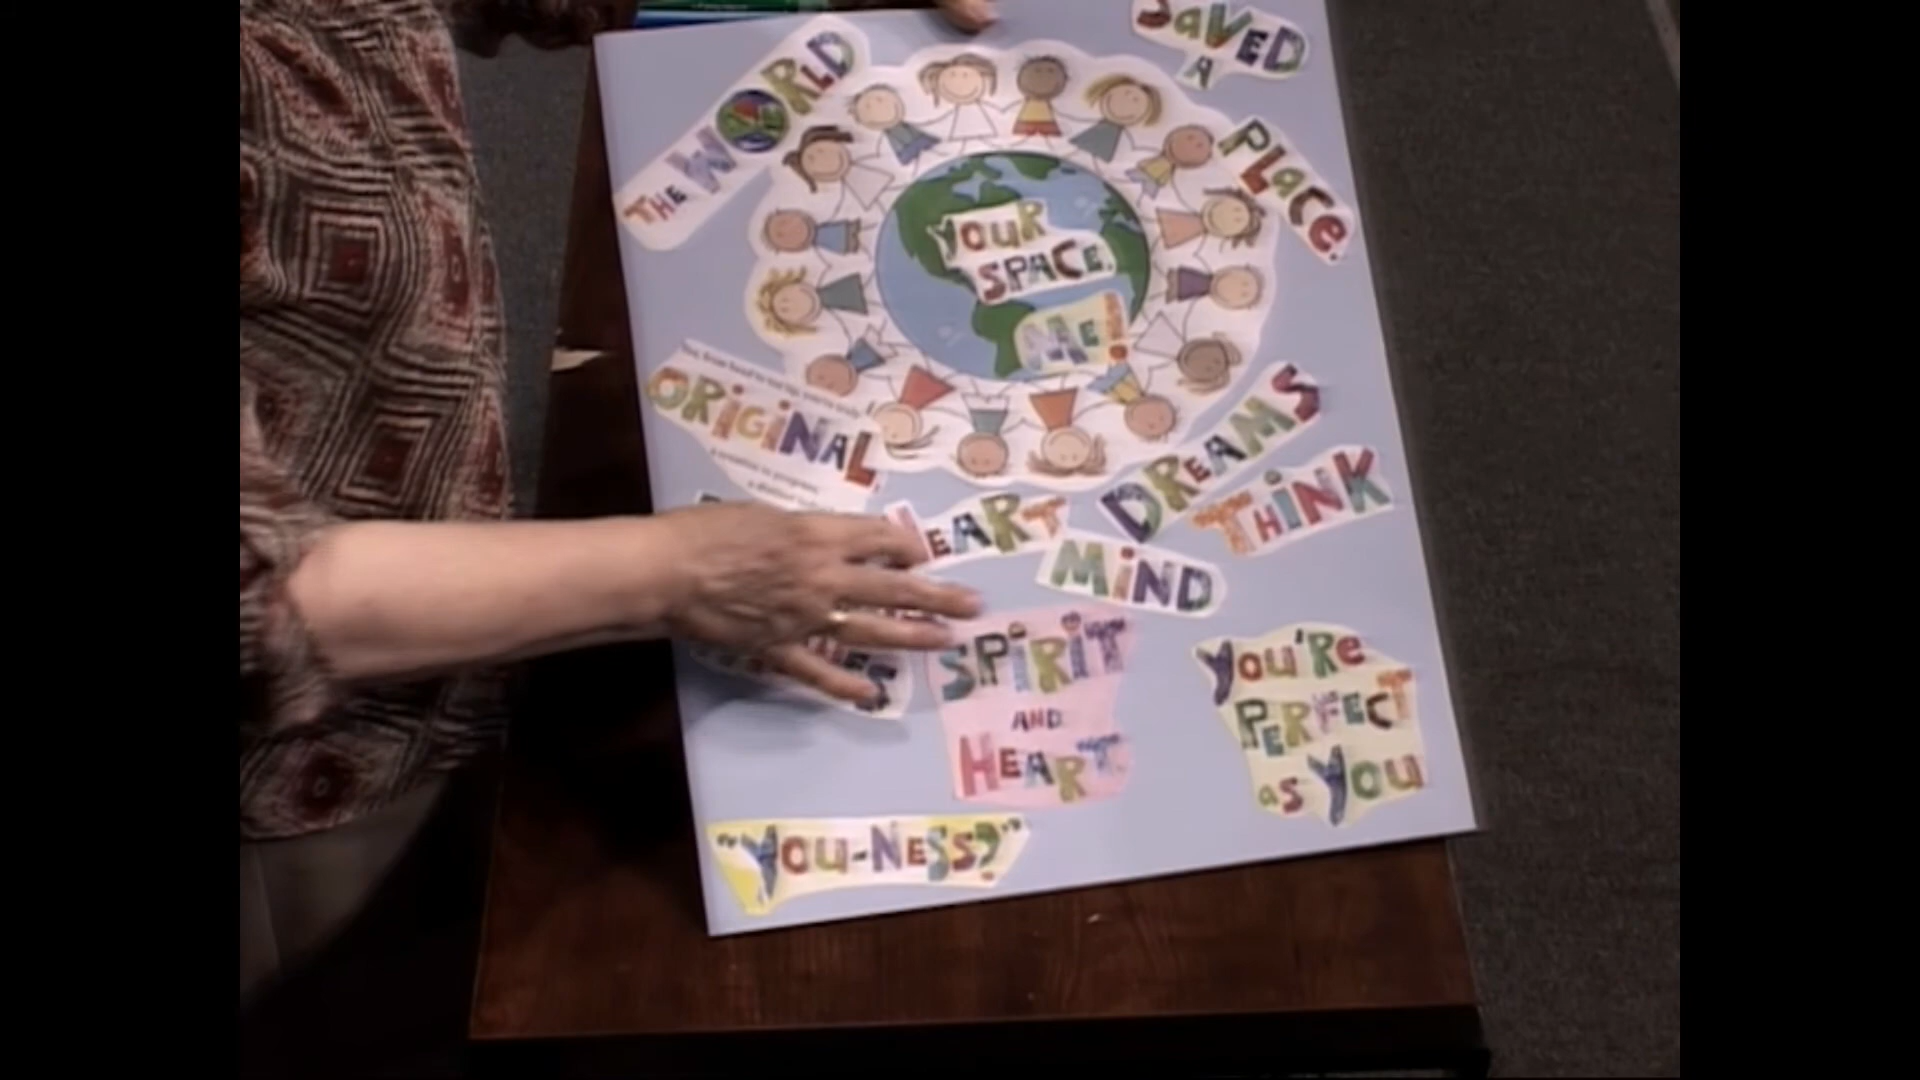 SAVED
A
PLACE.
THE WORLD
YOUR
SPACE.
ME!
ORIGINAL
HEART
DREAMS
THINK
MIND
SPIRIT
AND
HEART.
YOU'RE
PERFECT
AS YOU
"YOU-NESS?"